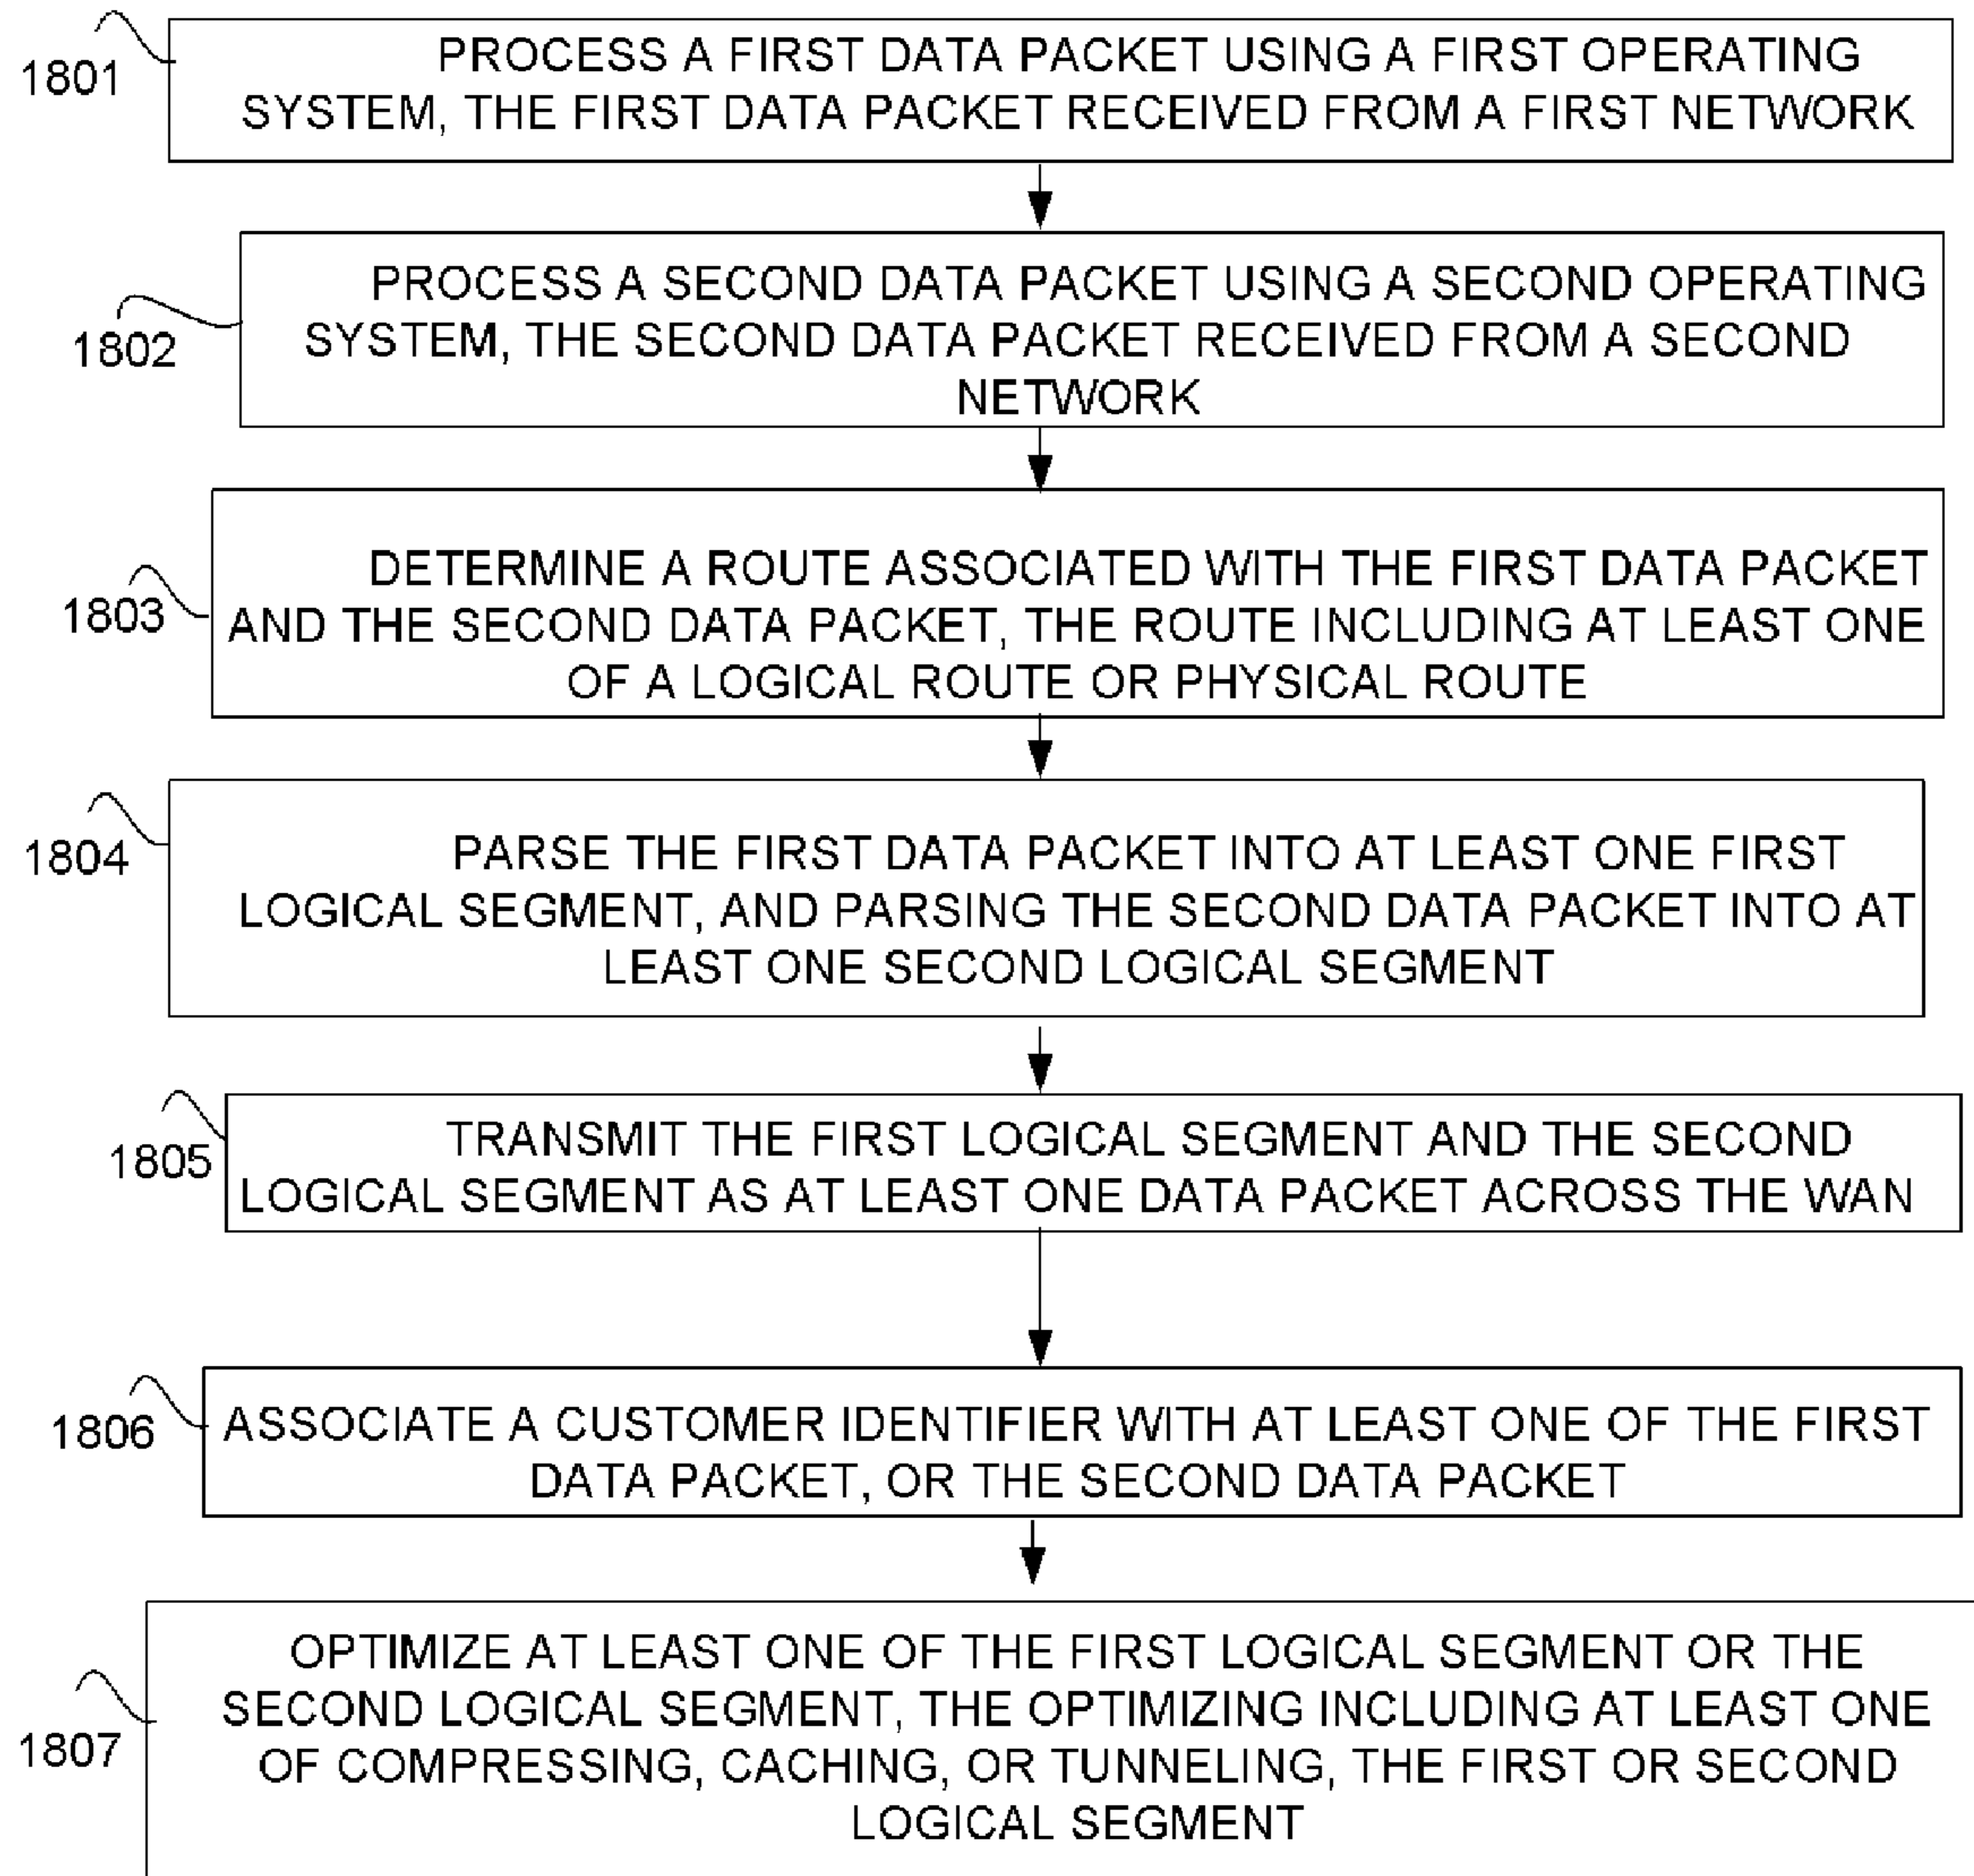 1801
PROCESS A FIRST DATA PACKET USING A FIRST OPERATING
SYSTEM, THE FIRST DATA PACKET RECEIVED FROM A FIRST NETWORK
1802
PROCESS A SECOND DATA PACKET USING A SECOND OPERATING
SYSTEM, THE SECOND DATA PACKET RECEIVED FROM A SECOND
NETWORK
1803
DETERMINE A ROUTE ASSOCIATED WITH THE FIRST DATA PACKET
AND THE SECOND DATA PACKET, THE ROUTE INCLUDING AT LEAST ONE
OF A LOGICAL ROUTE OR PHYSICAL ROUTE
1804
PARSE THE FIRST DATA PACKET INTO AT LEAST ONE FIRST
LOGICAL SEGMENT, AND PARSING THE SECOND DATA PACKET INTO AT
LEAST ONE SECOND LOGICAL SEGMENT
1805
TRANSMIT THE FIRST LOGICAL SEGMENT AND THE SECOND
LOGICAL SEGMENT AS AT LEAST ONE DATA PACKET ACROSS THE WAN
1806
ASSOCIATE A CUSTOMER IDENTIFIER WITH AT LEAST ONE OF THE FIRST
DATA PACKET, OR THE SECOND DATA PACKET
1807
OPTIMIZE AT LEAST ONE OF THE FIRST LOGICAL SEGMENT OR THE
SECOND LOGICAL SEGMENT, THE OPTIMIZING INCLUDING AT LEAST ONE
OF COMPRESSING, CACHING, OR TUNNELING, THE FIRST OR SECOND
LOGICAL SEGMENT